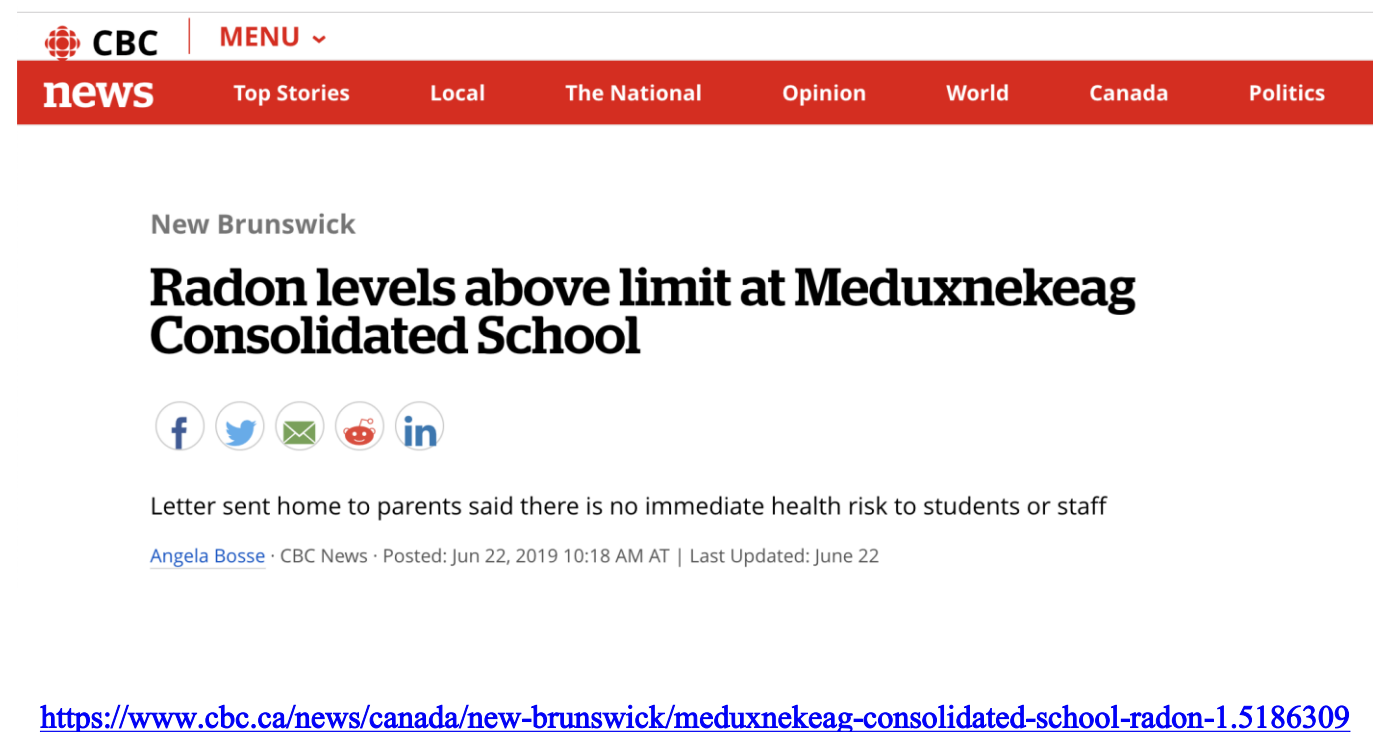 CBC MENU
news Top Stories Local The National Opinion World Canada Politics
New Brunswick
Radon levels above limit at Meduxnekeag
Consolidated School
Letter sent home to parents said there is no immediate health risk to students or staff
Angela Bosse · CBC News · Posted: Jun 22, 2019 10:18 AM AT | Last Updated: June 22
https://www.cbc.ca/news/canada/new-brunswick/meduxnekeag-consolidated-school-radon-1.5186309